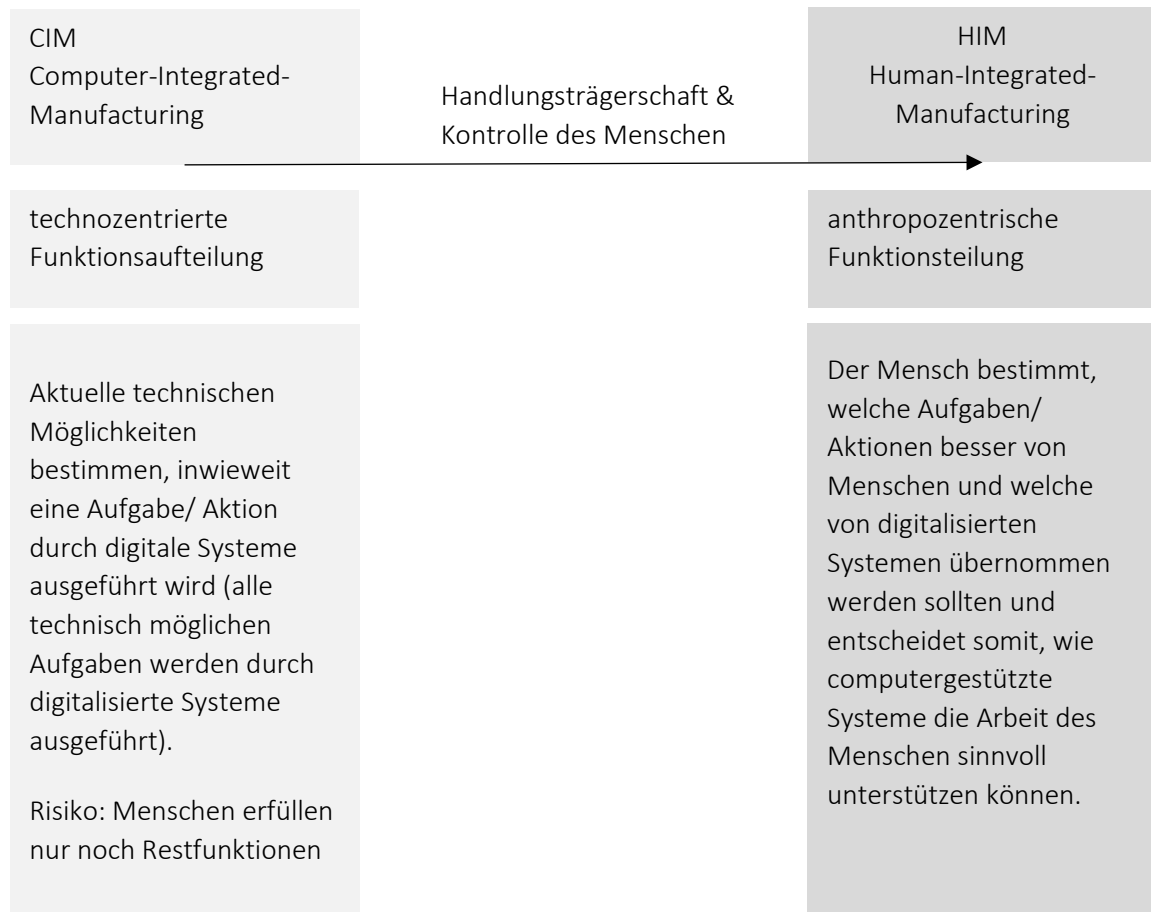 CIM
Computer-Integrated-
Manufacturing
Handlungsträgerschaft &
Kontrolle des Menschen
HIM
Human-Integrated-
Manufacturing
technozentrierte
Funktionsaufteilung
anthropozentrische
Funktionsteilung
Aktuelle technischen
Möglichkeiten
bestimmen, inwieweit
eine Aufgabe/ Aktion
durch digitale Systeme
ausgeführt wird (alle
technisch möglichen
Aufgaben werden durch
digitalisierte Systeme
ausgeführt).
Risiko: Menschen erfüllen
nur noch Restfunktionen
Der Mensch bestimmt,
welche Aufgaben/
Aktionen besser von
Menschen und welche
von digitalisierten
Systemen übernommen
werden sollten und
entscheidet somit, wie
computergestützte
Systeme die Arbeit des
Menschen sinnvoll
unterstützen können.